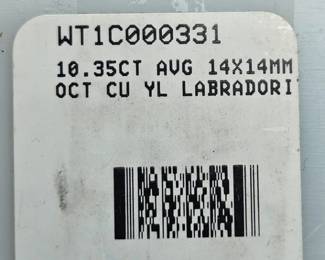 WT1C000331
10.35CT AVG 14X14MM
OCT CU YL LABRADORI